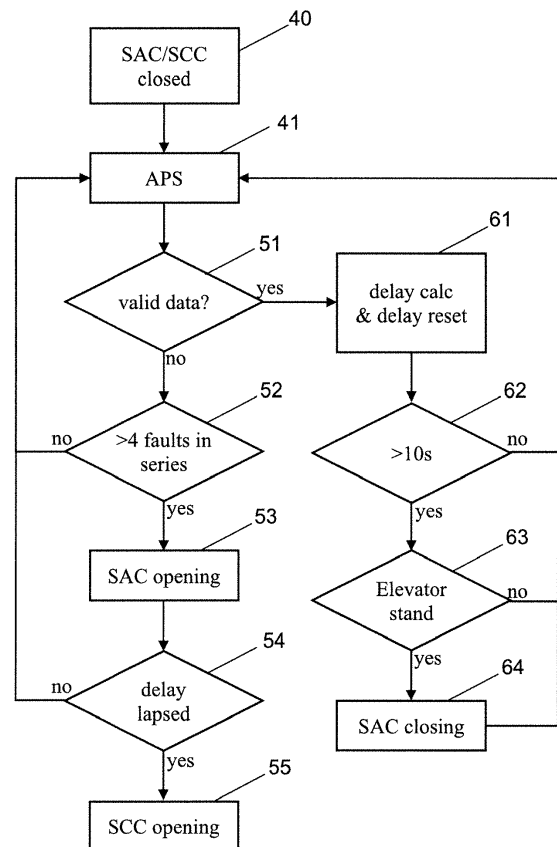 40
SAC/SCC
closed
41
APS
51
valid data?
yes
no
61
delay calc
& delay reset
52
>4 faults in
series
no
yes
62
>10s
no
yes
53
SAC opening
63
Elevator
stand
no
yes
54
delay
lapsed
no
yes
64
SAC closing
55
SCC opening